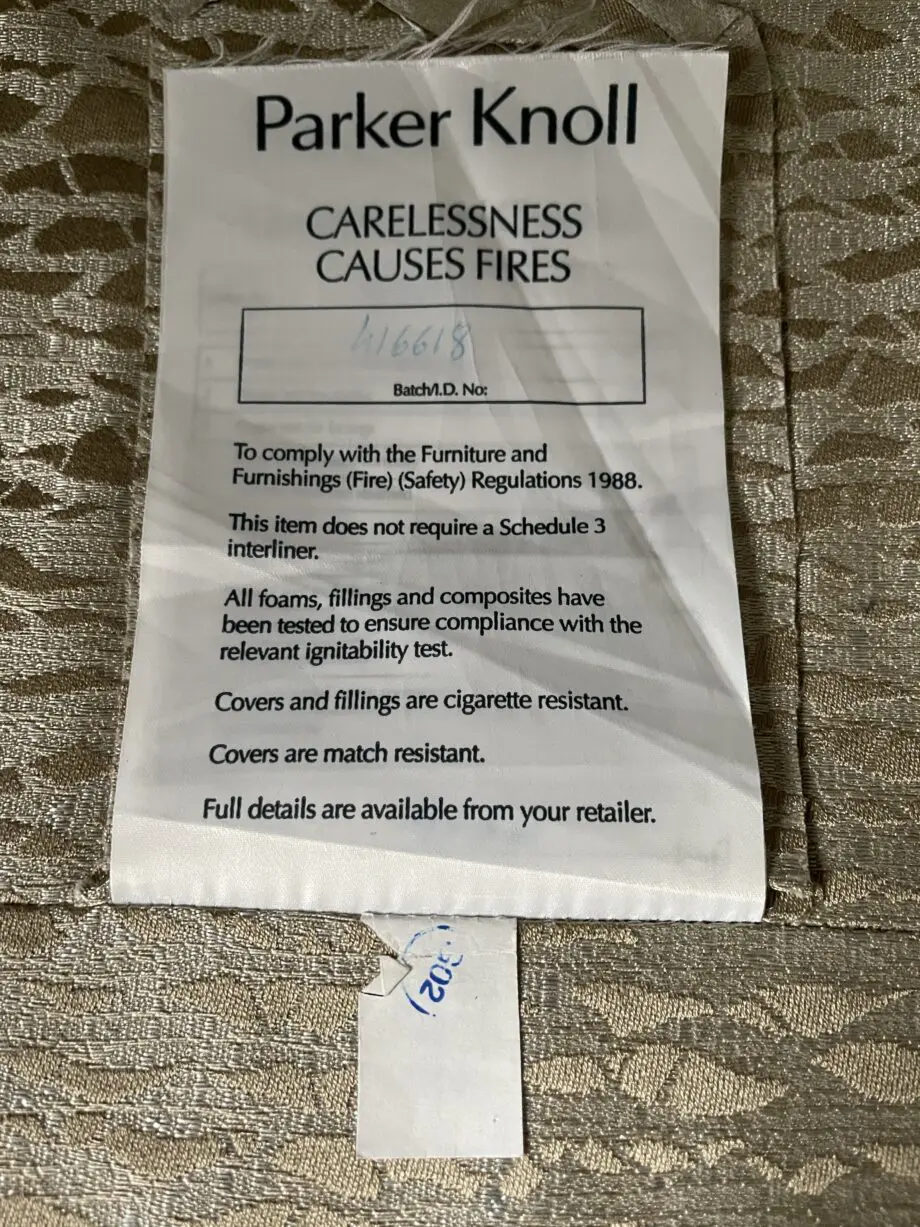 Parker Knoll
CARELESSNESS
CAUSES FIRES
416618
Batch/I.D. No:
To comply with the Furniture and
Furnishings (Fire) (Safety) Regulations 1988.
This item does not require a Schedule 3
interliner.
All foams, fillings and composites have
been tested to ensure compliance with the
relevant ignitability test.
Covers and fillings are cigarette resistant.
Covers are match resistant.
Full details are available from your retailer.